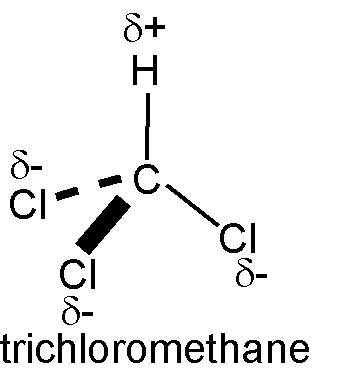 δ+
H
δ-
Cl
C
Cl
δ-
Cl
δ-
trichloromethane